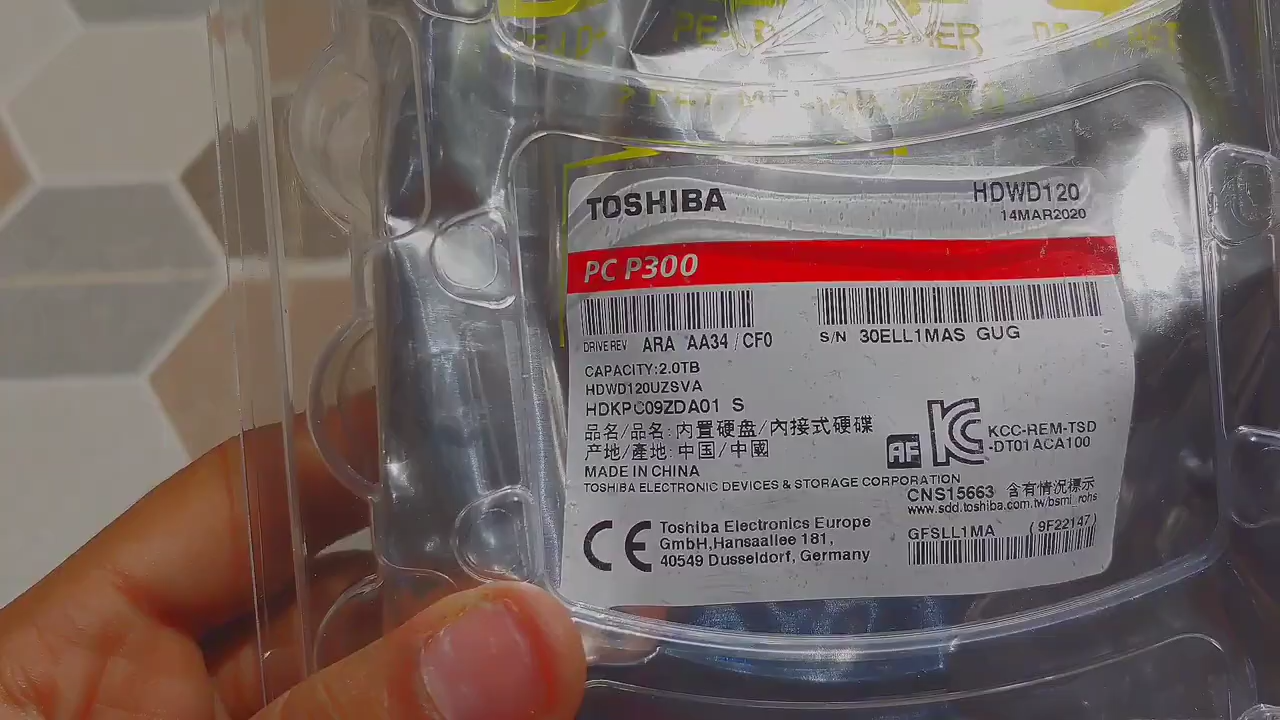 TOSHIBA
HDWD120
14MAR2020
PC P300
DRIVE REV ARA AA34 / CF0
S/N 30ELL1MAS GUG
CAPACITY:2.0TB
HDWD120UZSVA
HDKPC09ZDA01 S
品名/品名: 内置硬盘/內接式硬碟
产地/產地: 中国/中國
MADE IN CHINA
TOSHIBA ELECTRONIC DEVICES & STORAGE CORPORATION
AF
KCC-REM-TSD
-DT01ACA100
CNS15663 含有情況標示
www.sdd.toshiba.com.tw/bsmi_rohs
CE
Toshiba Electronics Europe
GmbH,Hansaallee 181,
40549 Dusseldorf, Germany
GFSLL1MA (9F22147)